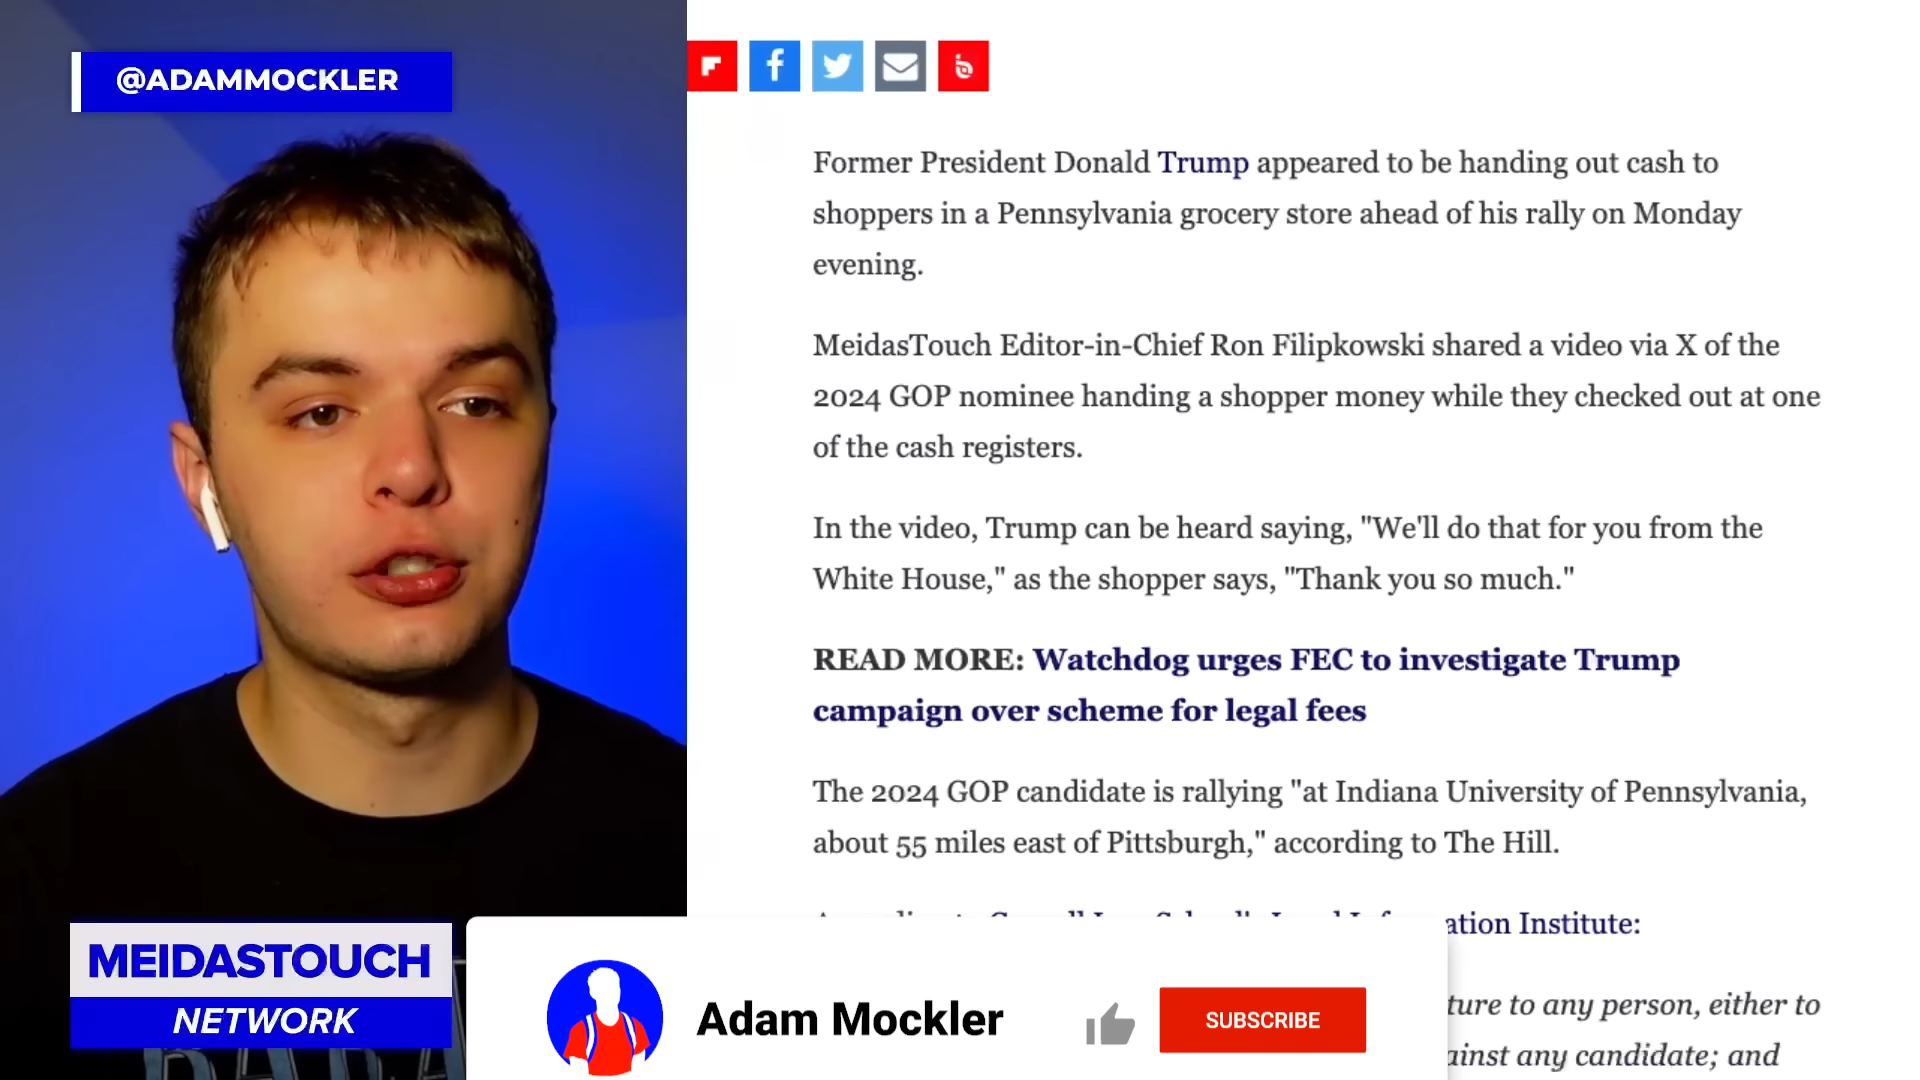 @ADAMMOCKLER
Former President Donald Trump appeared to be handing out cash to
shoppers in a Pennsylvania grocery store ahead of his rally on Monday
evening.
MeidasTouch Editor-in-Chief Ron Filipkowski shared a video via X of the
2024 GOP nominee handing a shopper money while they checked out at one
of the cash registers.
In the video, Trump can be heard saying, "We'll do that for you from the
White House," as the shopper says, "Thank you so much."
READ MORE: Watchdog urges FEC to investigate Trump
campaign over scheme for legal fees
The 2024 GOP candidate is rallying "at Indiana University of Pennsylvania,
about 55 miles east of Pittsburgh," according to The Hill.
Institute:
to any person, either to
any candidate; and
MEIDASTOUCH
NETWORK
Adam Mockler
SUBSCRIBE